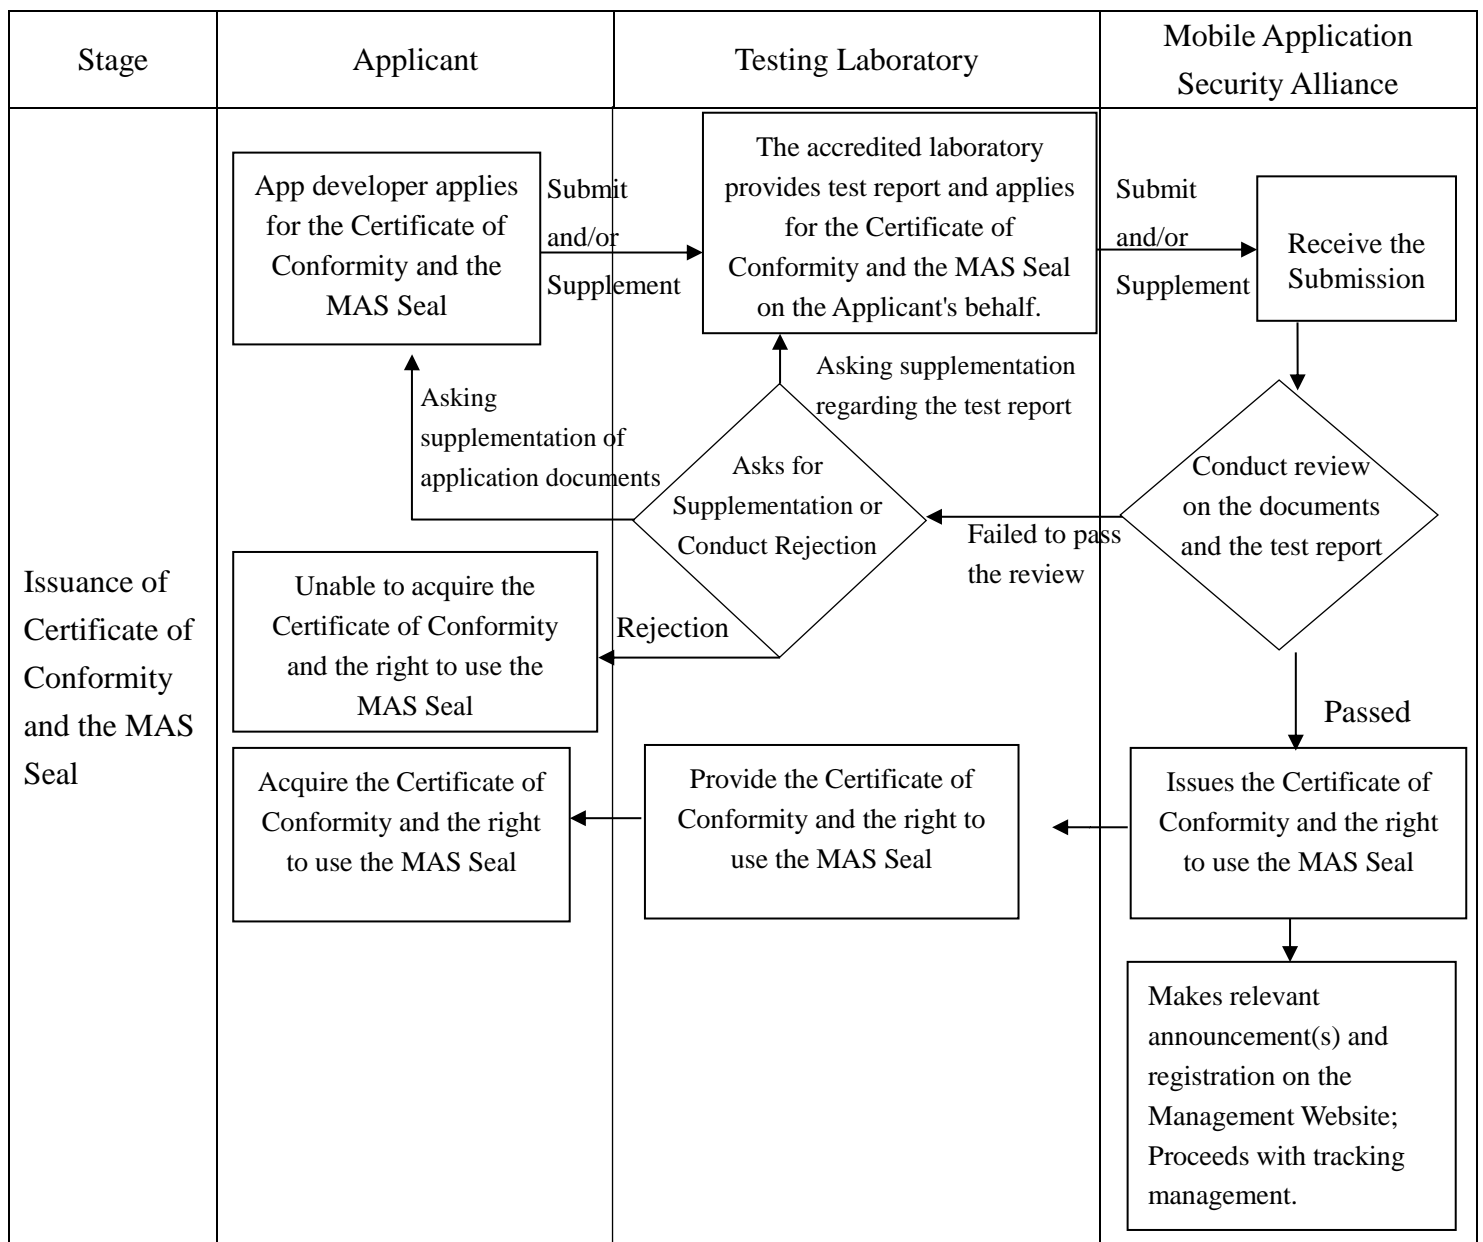 Stage
Applicant
Testing Laboratory
Mobile Application
Security Alliance
Issuance of
Certificate of
Conformity
and the MAS
Seal
App developer applies
for the Certificate of
Conformity and the
MAS Seal
Submit
and/or
Supplement
The accredited laboratory
provides test report and applies
for the Certificate of
Conformity and the MAS Seal
on the Applicant's behalf.
Submit
and/or
Supplement
Receive the
Submission
Asking
supplementation of
application documents
Asking supplementation
regarding the test report
Asks for
Supplementation or
Conduct Rejection
Failed to pass
the review
Conduct review
on the documents
and the test report
Unable to acquire the
Certificate of Conformity
and the right to use the
MAS Seal
Rejection
Passed
Acquire the Certificate of
Conformity and the right
to use the MAS Seal
Provide the Certificate of
Conformity and the right to
use the MAS Seal
Issues the Certificate of
Conformity and the right
to use the MAS Seal
Makes relevant
announcement(s) and
registration on the
Management Website;
Proceeds with tracking
management.